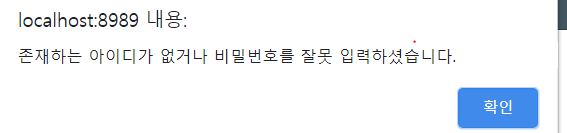 localhost:8989 내용:
존재하는 아이디가 없거나 비밀번호를 잘못 입력하셨습니다.
확인